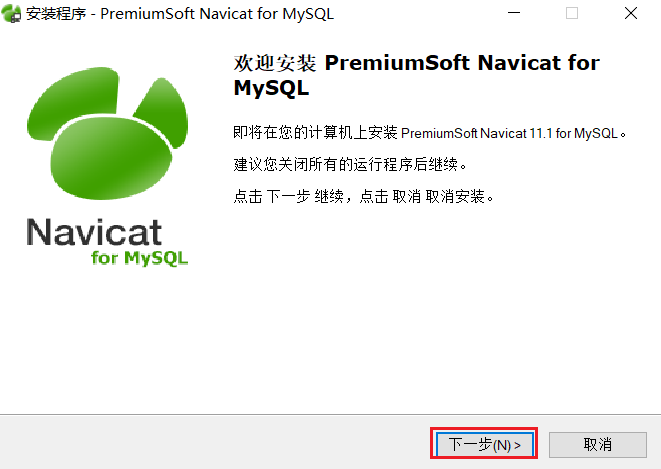 安装程序 - PremiumSoft Navicat for MySQL
欢迎安装 PremiumSoft Navicat for
MySQL
即将在您的计算机上安装 PremiumSoft Navicat 11.1 for MySQL。
建议您关闭所有的运行程序后继续。
点击 下一步 继续，点击 取消 取消安装。
Navicat
for MySQL
下一步(N) >
取消